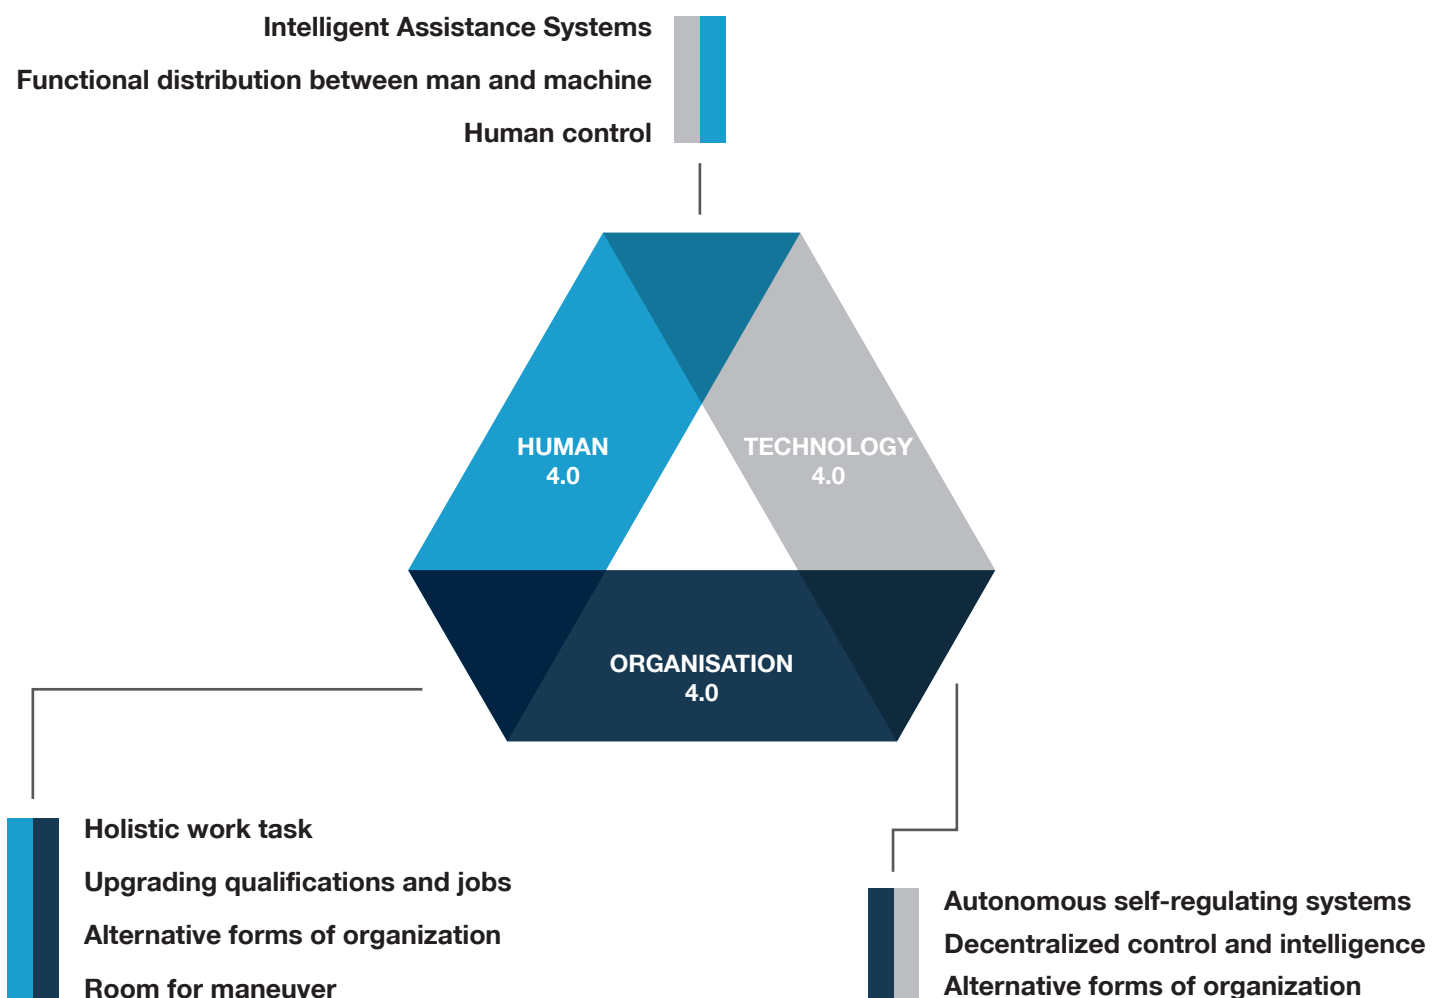 Intelligent Assistance Systems
Functional distribution between man and machine
Human control
HUMAN
4.0
TECHNOLOGY
4.0
ORGANISATION
4.0
Holistic work task
Upgrading qualifications and jobs
Alternative forms of organization
Room for maneuver
Autonomous self-regulating systems
Decentralized control and intelligence
Alternative forms of organization